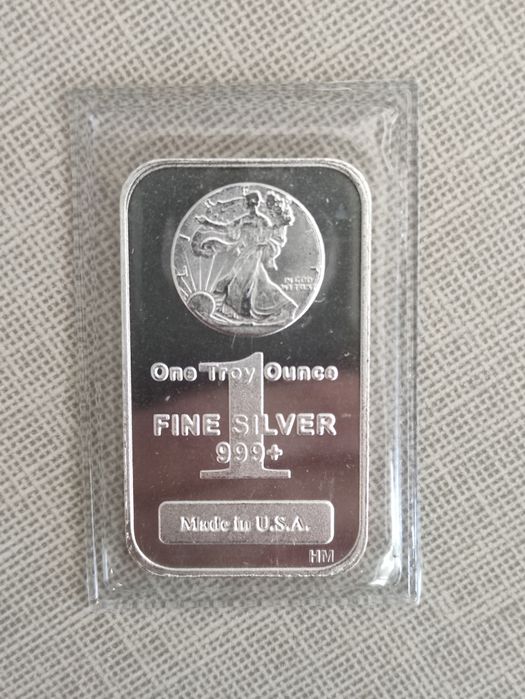 IN GOD
WE TRUST
One Troy Ounce
1
FINE SILVER
999+
Made in U.S.A.
HM